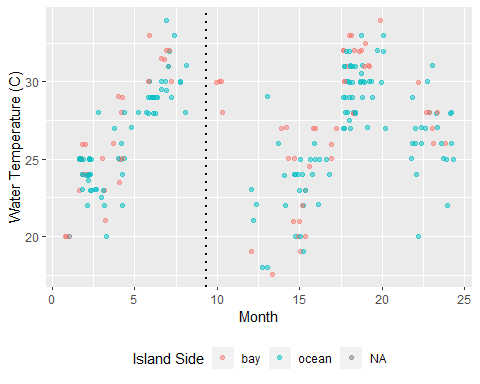 Water Temperature (C)
30
25
20
0 5 10 15 20 25
Month
Island Side bay ocean NA